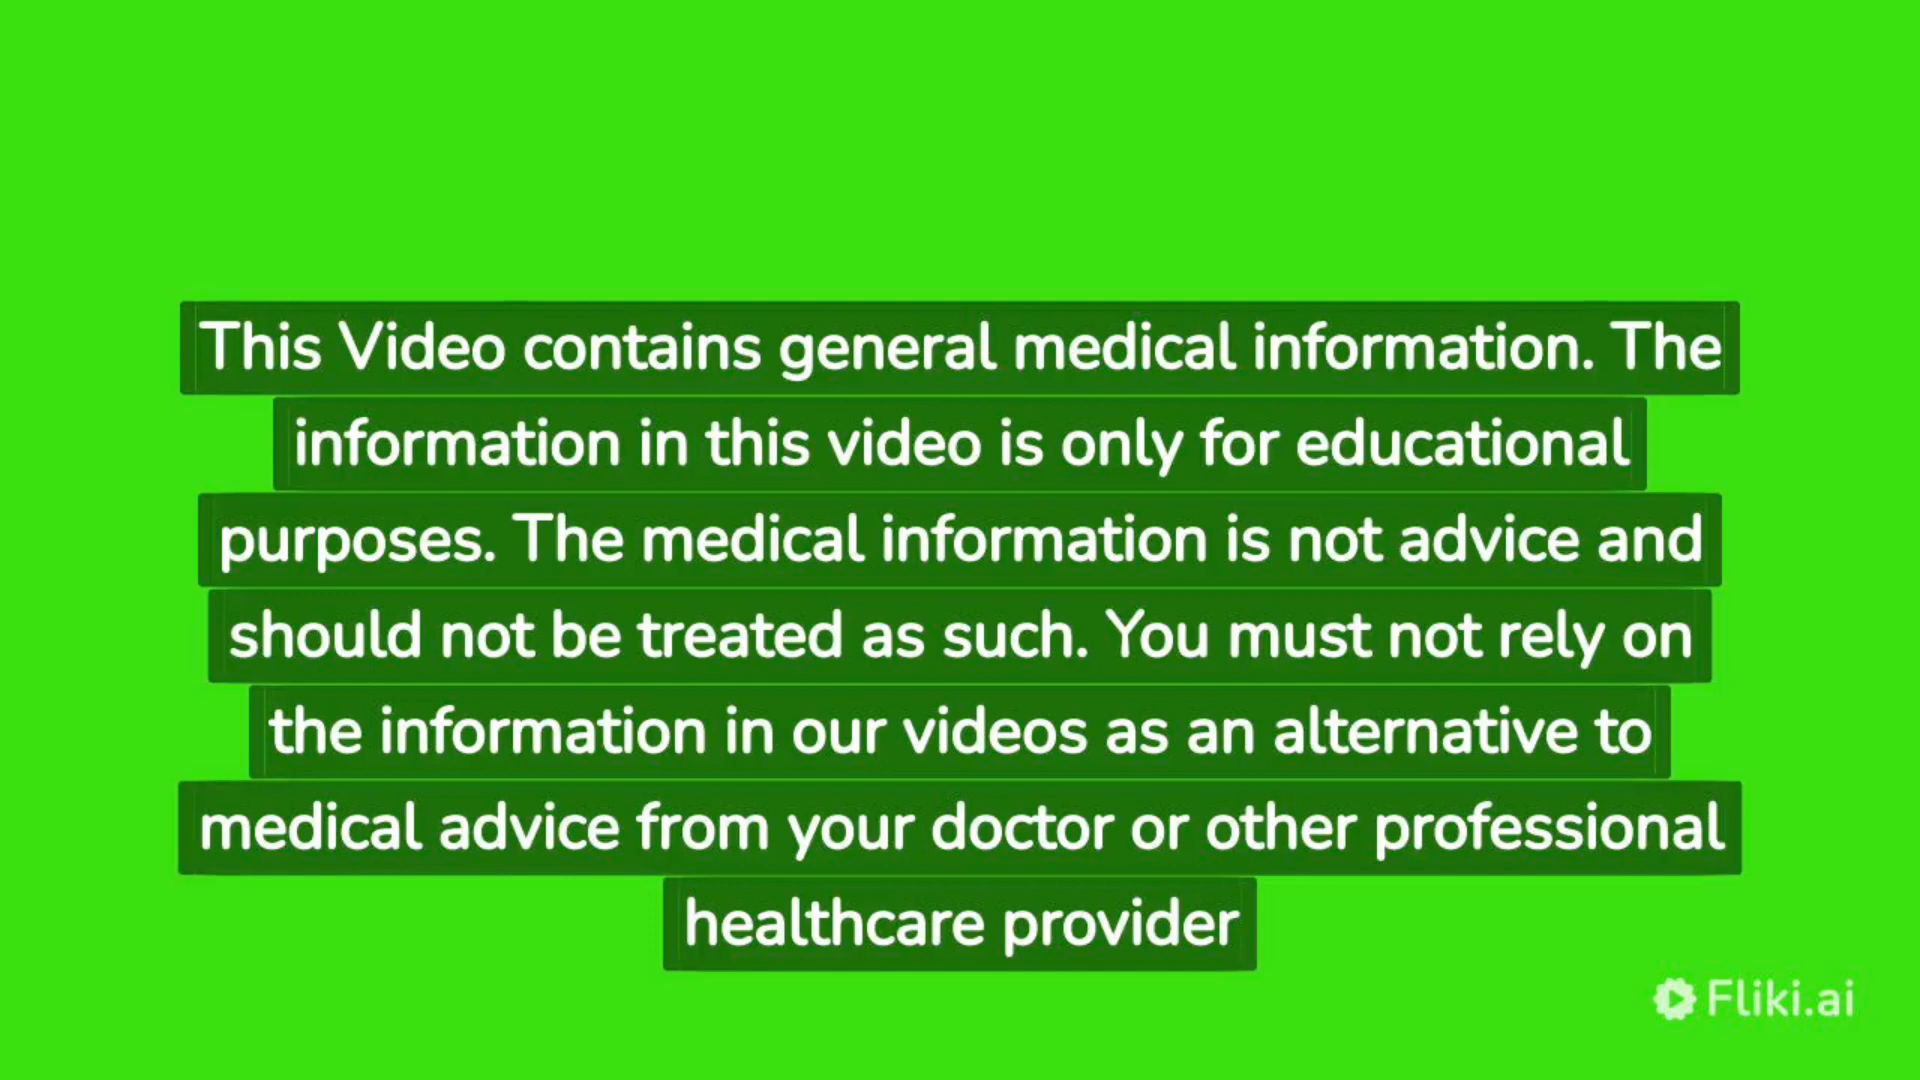 This Video contains general medical information. The
information in this video is only for educational
purposes. The medical information is not advice and
should not be treated as such. You must not rely on
the information in our videos as an alternative to
medical advice from your doctor or other professional
healthcare provider
Fliki.ai